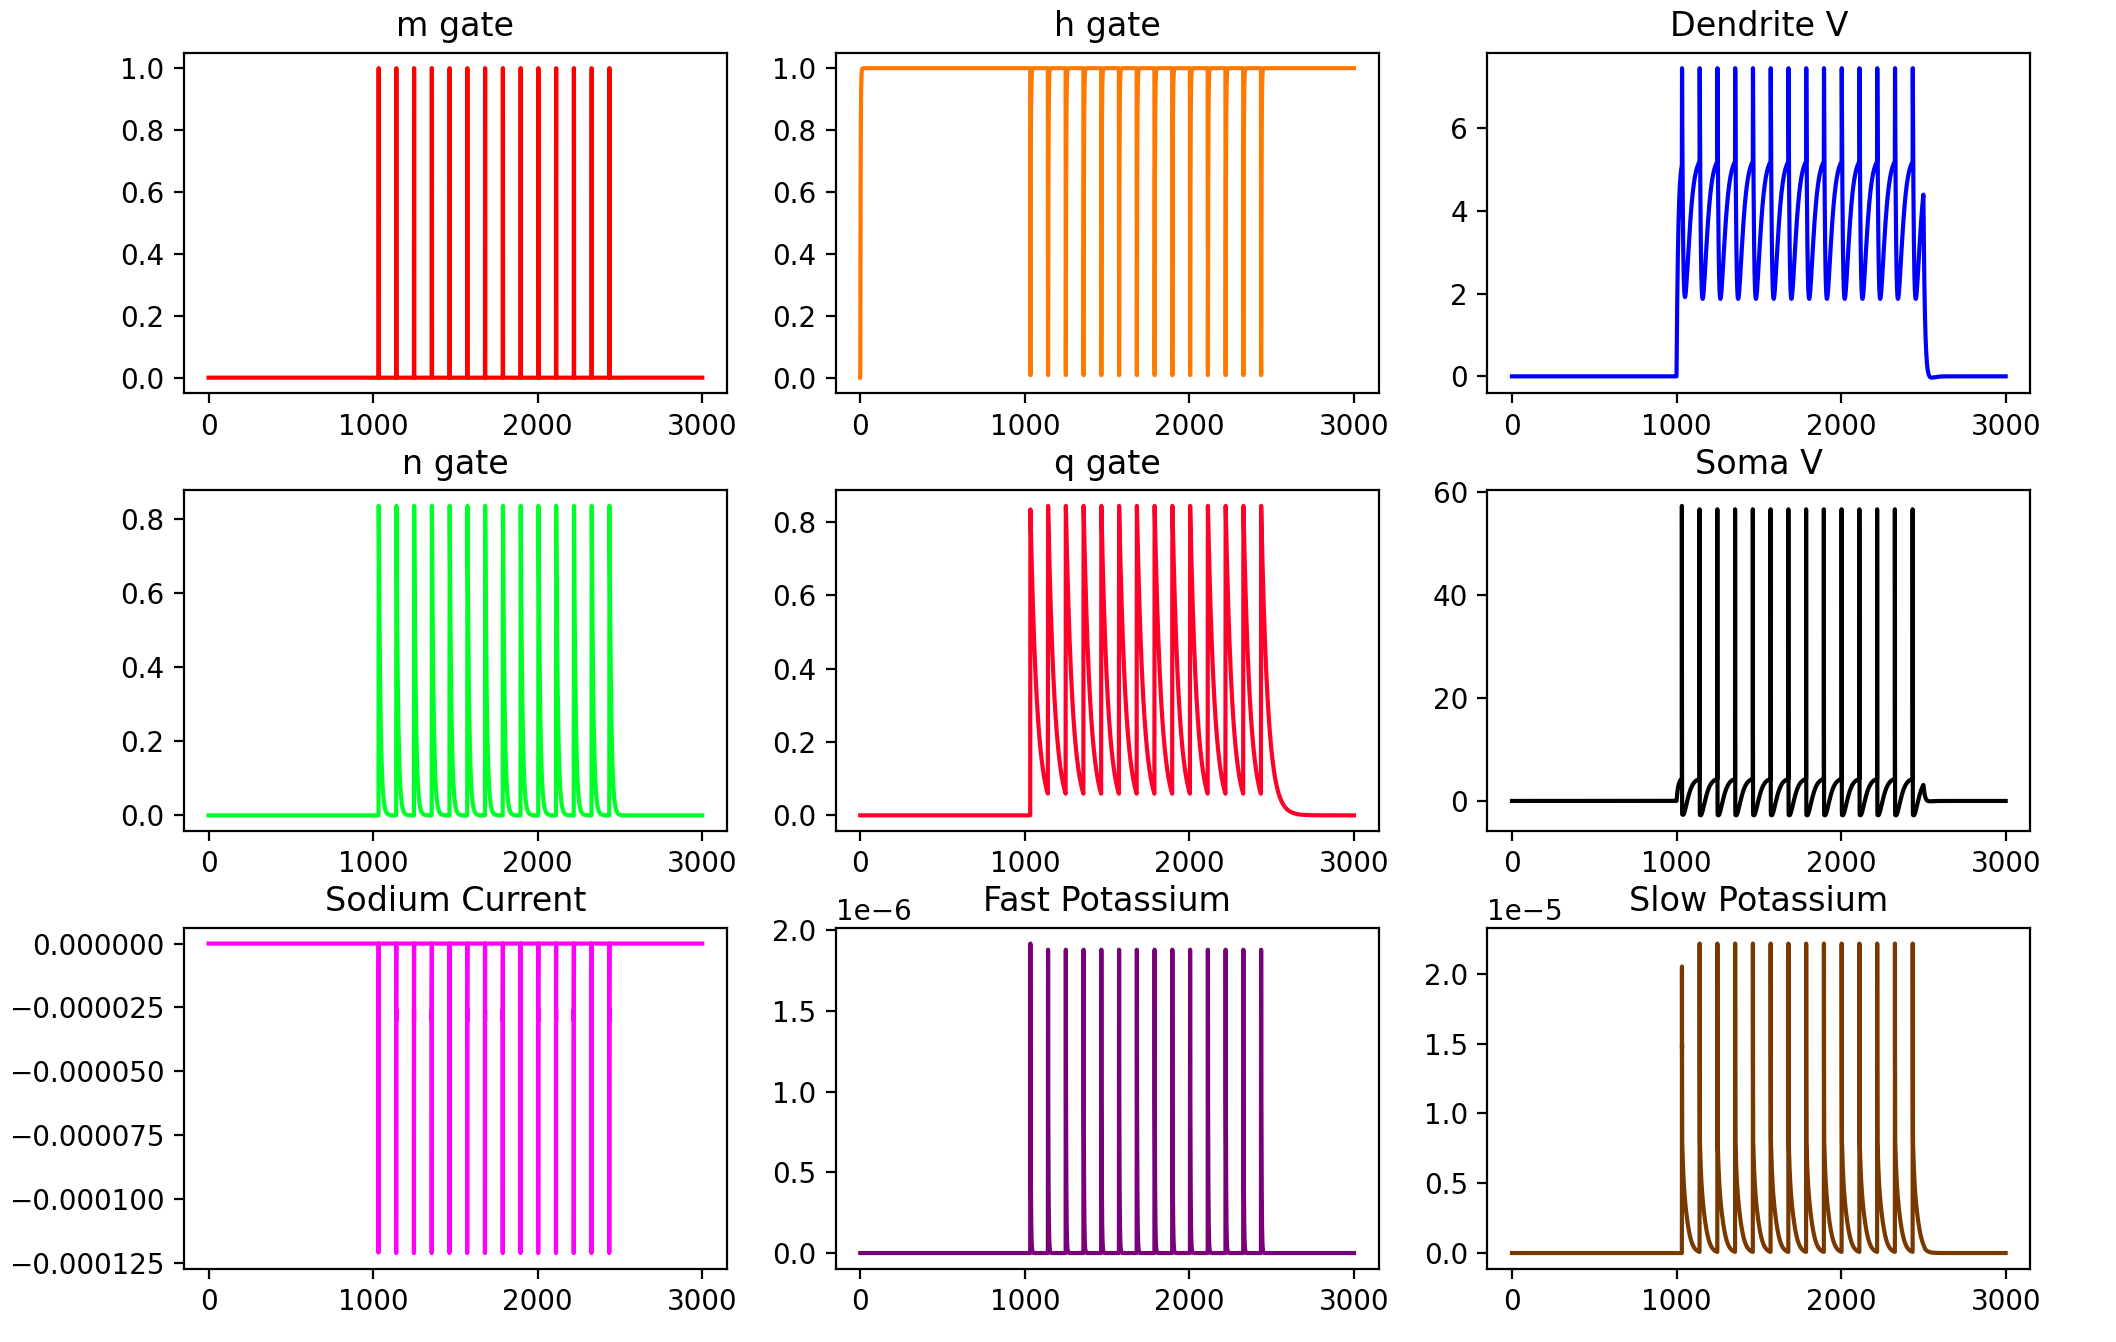 m gate
1.0
0.8
0.6
0.4
0.2
0.0
0 1000 2000 3000
h gate
1.0
0.8
0.6
0.4
0.2
0.0
0 1000 2000 3000
Dendrite V
6
4
2
0
0 1000 2000 3000
n gate
0.8
0.6
0.4
0.2
0.0
0 1000 2000 3000
q gate
0.8
0.6
0.4
0.2
0.0
0 1000 2000 3000
Soma V
60
40
20
0
0 1000 2000 3000
Sodium Current
0.000000
−0.000025
−0.000050
−0.000075
−0.000100
−0.000125
0 1000 2000 3000
Fast Potassium
1e−6
2.0
1.5
1.0
0.5
0.0
0 1000 2000 3000
Slow Potassium
1e−5
2.0
1.5
1.0
0.5
0.0
0 1000 2000 3000